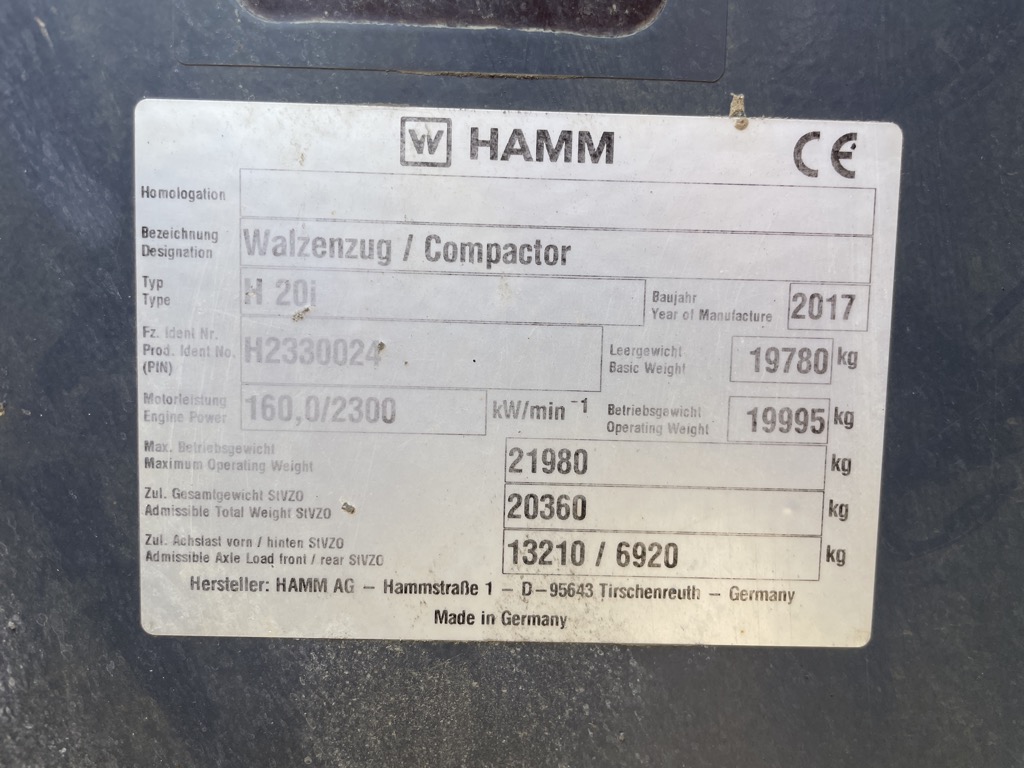 W HAMM CE
Homologation
Bezeichnung
Designation
Walzenzug / Compactor
Typ
Type
H 20i
Baujahr
Year of Manufacture
2017
Fz. Ident Nr.
Prod. Ident No.
(PIN)
H2330024
Leergewicht
Basic Weight
19780 kg
Motorleistung
Engine Power
160,0/2300 kW/min⁻¹
Betriebsgewicht
Operating Weight
19995 kg
Max. Betriebsgewicht
Maximum Operating Weight
21980 kg
Zul. Gesamtgewicht StVZO
Admissible Total Weight StVZO
20360 kg
Zul. Achslast vorn / hinten StVZO
Admissible Axle Load front / rear StVZO
13210 / 6920 kg
Hersteller: HAMM AG – Hammstraße 1 – D-95643 Tirschenreuth – Germany
Made in Germany